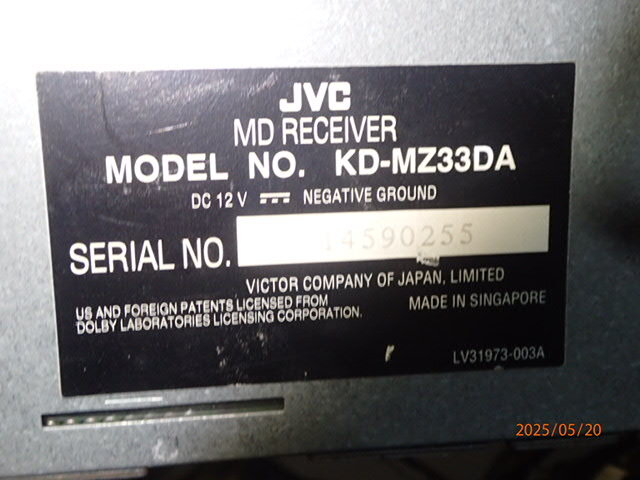 JVC
MD RECEIVER
MODEL NO. KD-MZ33DA
DC 12 V NEGATIVE GROUND
SERIAL NO. 14590255
VICTOR COMPANY OF JAPAN, LIMITED
US AND FOREIGN PATENTS LICENSED FROM
DOLBY LABORATORIES LICENSING CORPORATION.
MADE IN SINGAPORE
LV31973-003A
2025/05/20